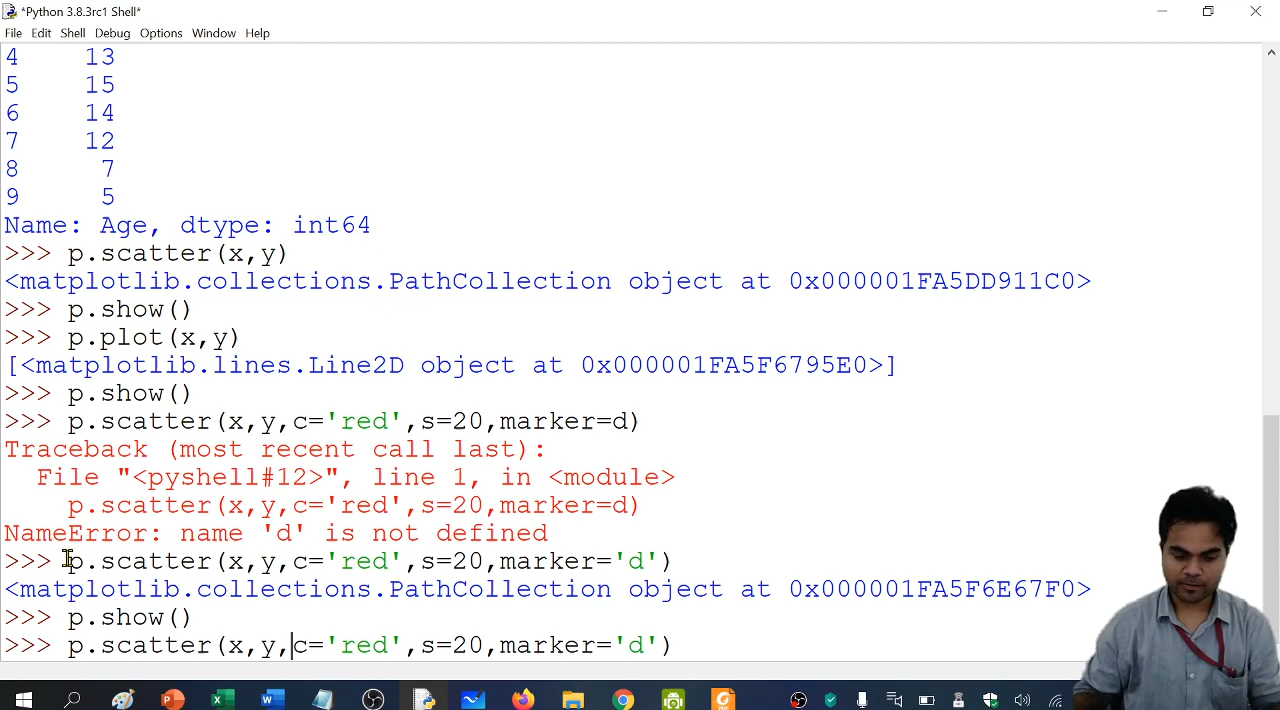 *Python 3.8.3rc1 Shell*
File Edit Shell Debug Options Window Help
4 13
5 15
6 14
7 12
8 7
9 5
Name: Age, dtype: int64
>>> p.scatter(x,y)
<matplotlib.collections.PathCollection object at 0x000001FA5DD911C0>
>>> p.show()
>>> p.plot(x,y)
[<matplotlib.lines.Line2D object at 0x000001FA5F6795E0>]
>>> p.show()
>>> p.scatter(x,y,c='red',s=20,marker=d)
Traceback (most recent call last):
File "<pyshell#12>", line 1, in <module>
p.scatter(x,y,c='red',s=20,marker=d)
NameError: name 'd' is not defined
>>> p.scatter(x,y,c='red',s=20,marker='d')
<matplotlib.collections.PathCollection object at 0x000001FA5F6E67F0>
>>> p.show()
>>> p.scatter(x,y,c='red',s=20,marker='d')